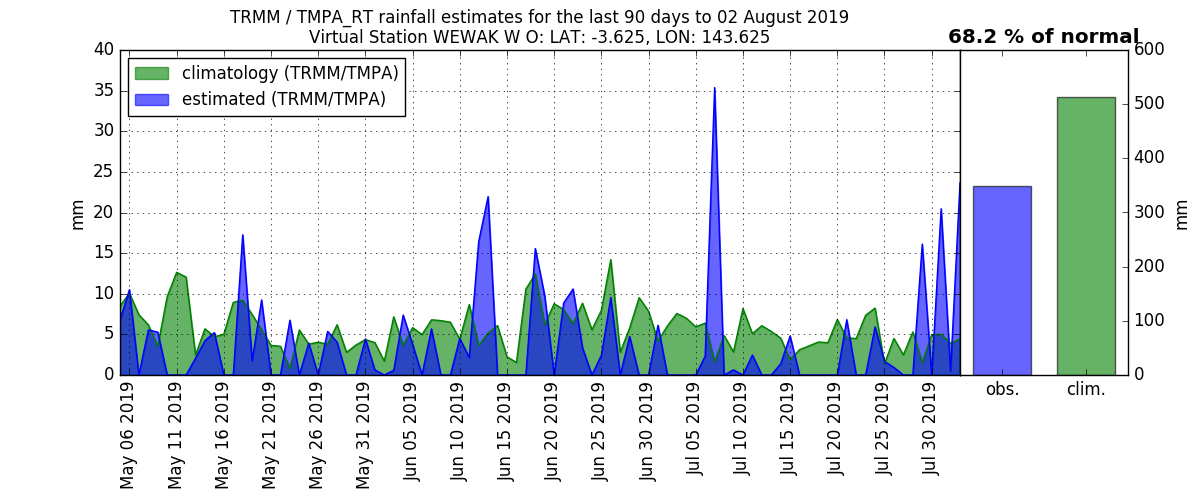 TRMM / TMPA_RT rainfall estimates for the last 90 days to 02 August 2019
Virtual Station WEWAK W O: LAT: -3.625, LON: 143.625
68.2 % of normal
climatology (TRMM/TMPA)
estimated (TRMM/TMPA)
40
35
30
25
20
15
10
5
0
mm
May 06 2019
May 11 2019
May 16 2019
May 21 2019
May 26 2019
May 31 2019
Jun 05 2019
Jun 10 2019
Jun 15 2019
Jun 20 2019
Jun 25 2019
Jun 30 2019
Jul 05 2019
Jul 10 2019
Jul 15 2019
Jul 20 2019
Jul 25 2019
Jul 30 2019
obs.
clim.
600
500
400
300
200
100
0
mm